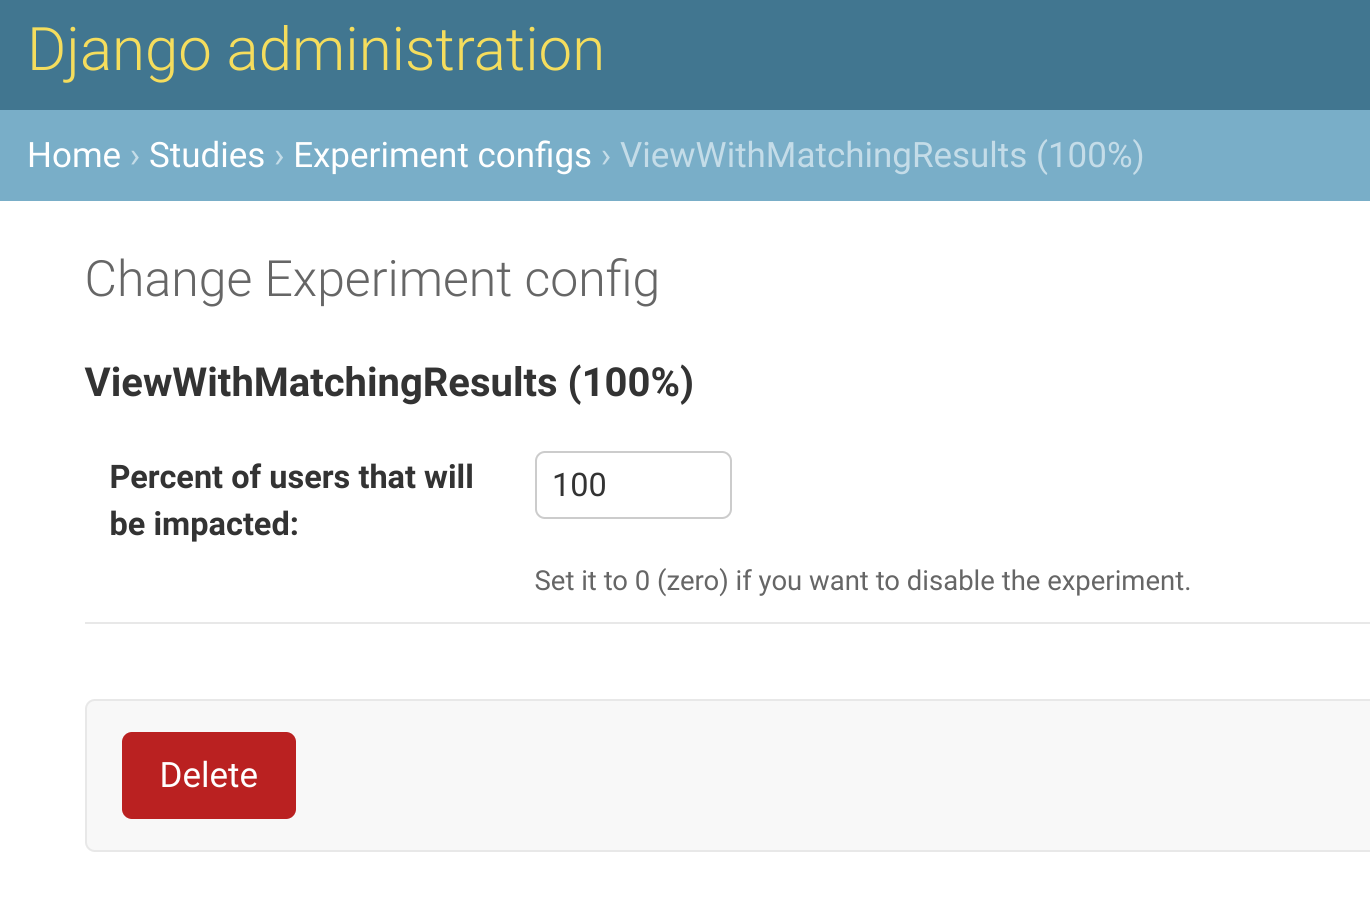 Django administration
Home › Studies › Experiment configs › ViewWithMatchingResults (100%)
Change Experiment config
ViewWithMatchingResults (100%)
Percent of users that will
be impacted:
100
Set it to 0 (zero) if you want to disable the experiment.
Delete